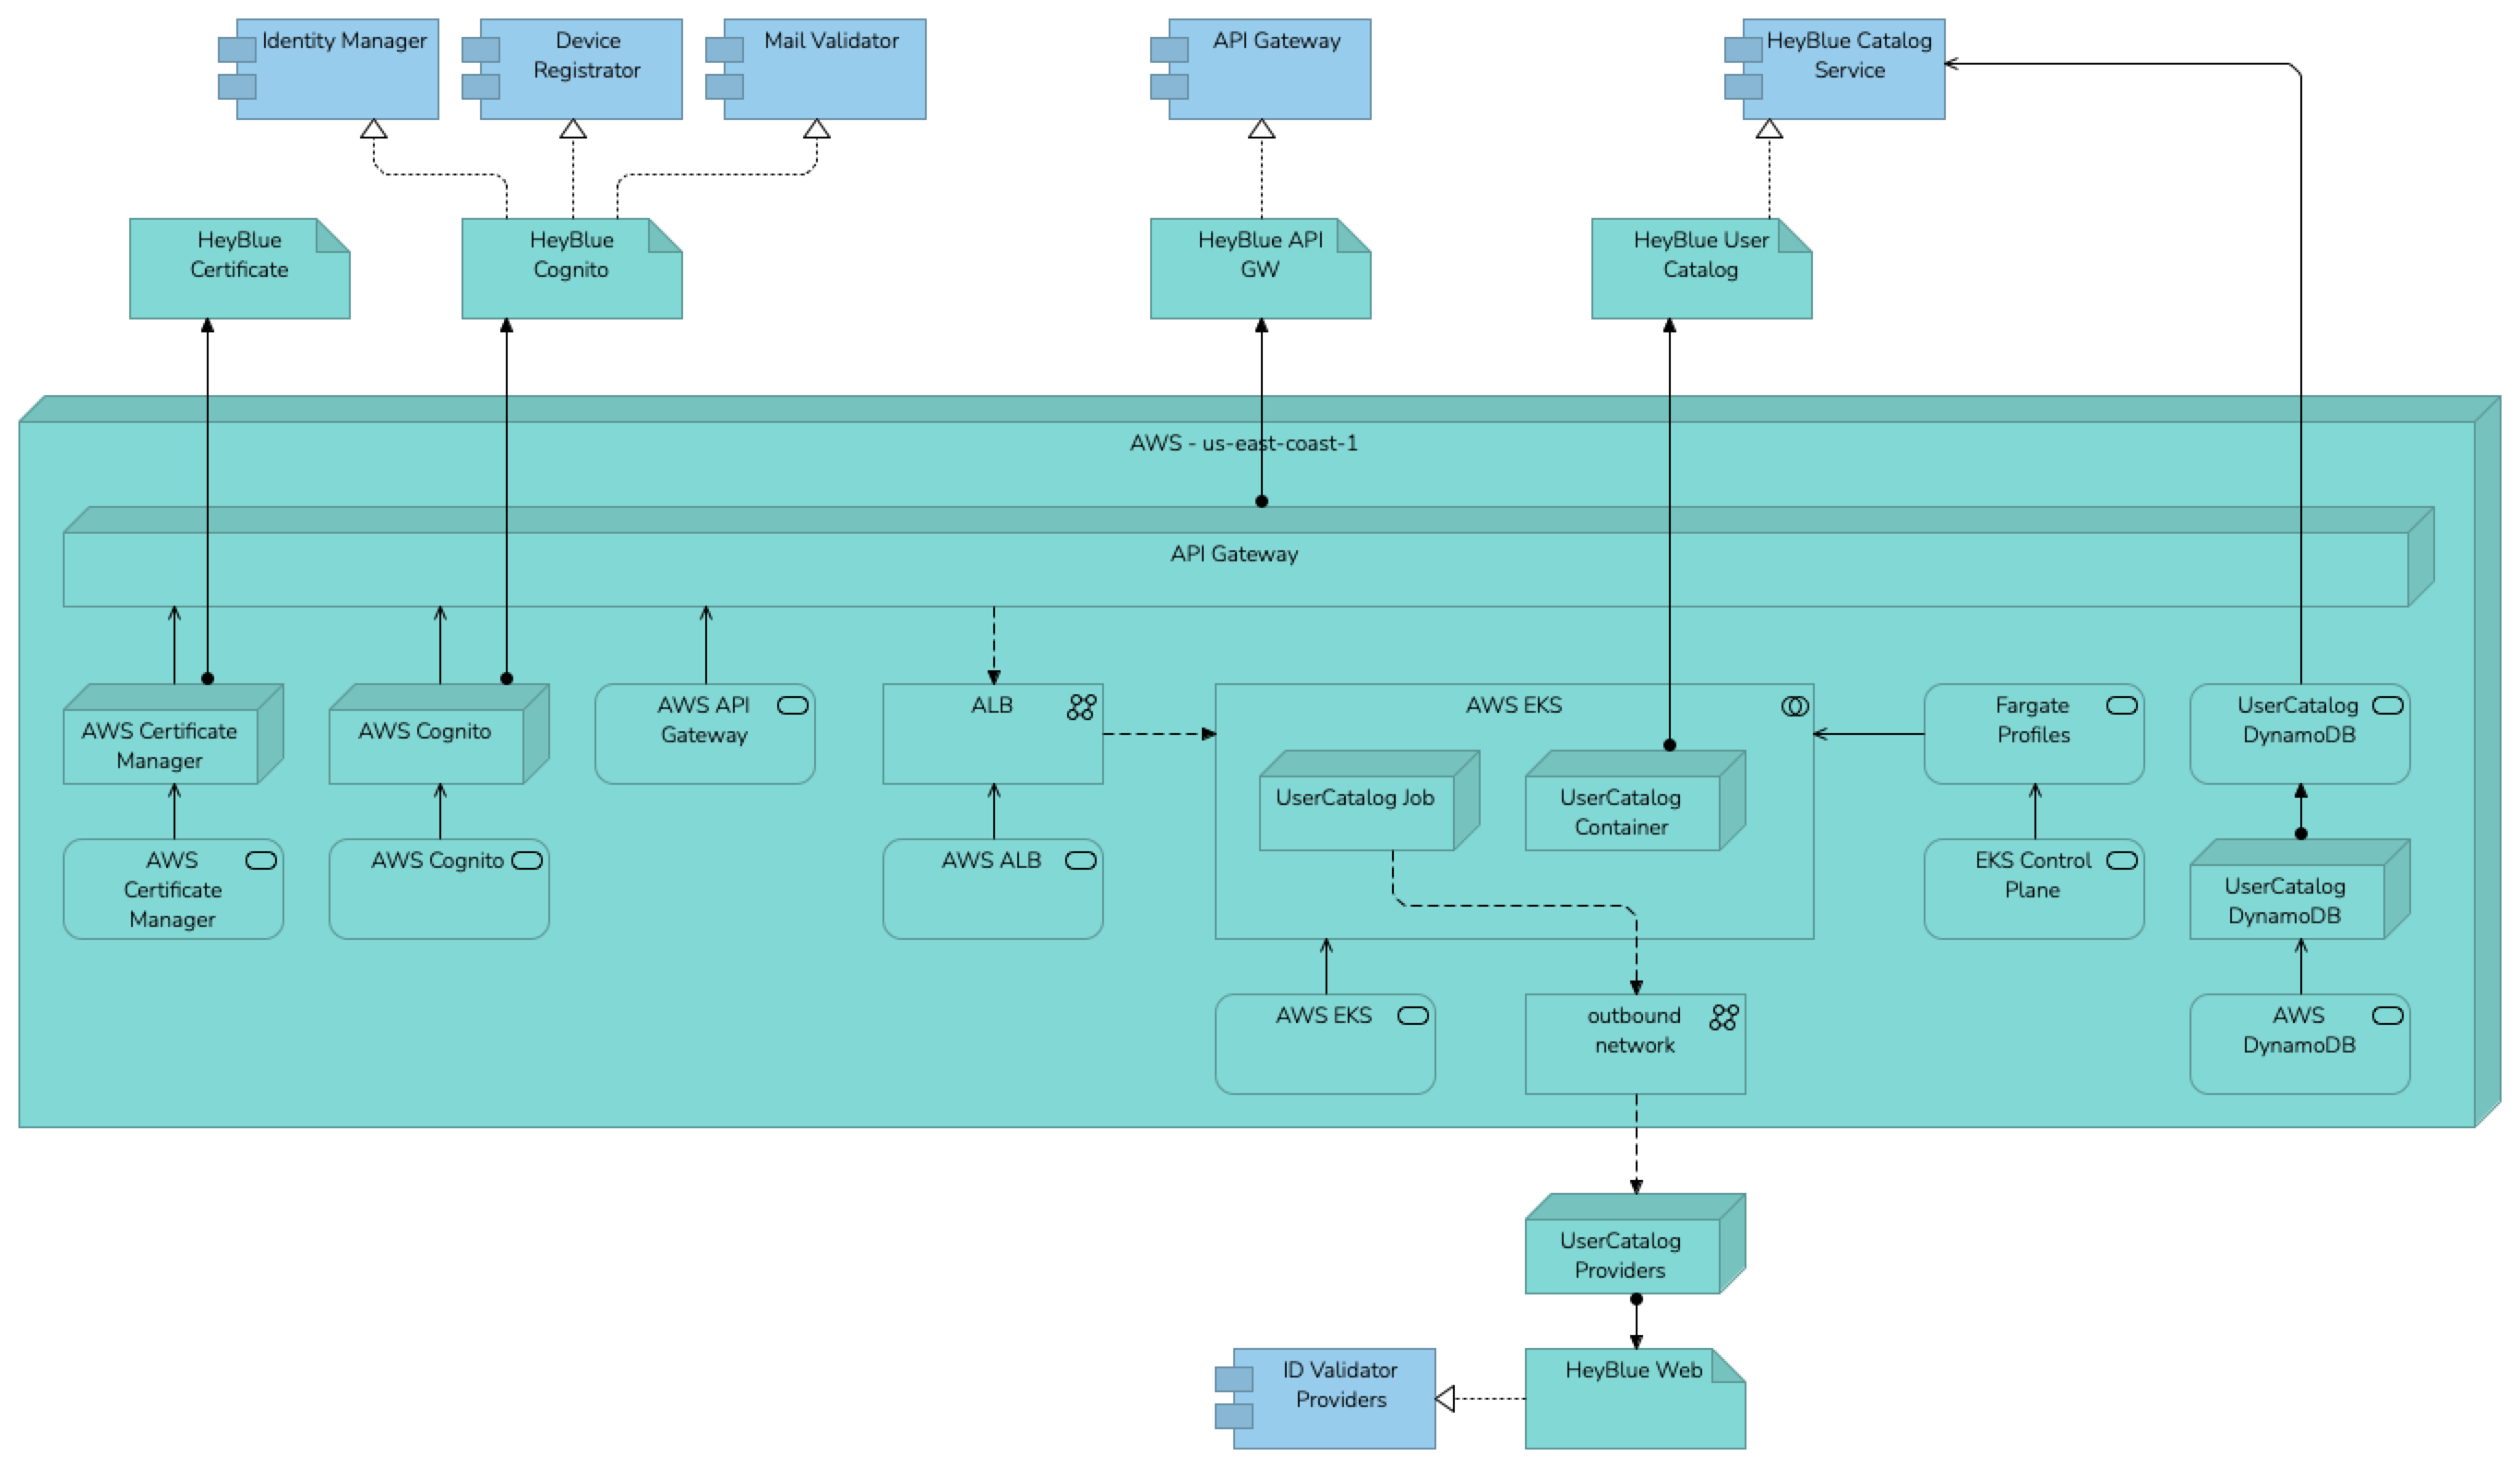 Identity Manager
Device
Registrator
Mail Validator
API Gateway
HeyBlue Catalog
Service
HeyBlue
Certificate
HeyBlue
Cognito
HeyBlue API
GW
HeyBlue User
Catalog
AWS - us-east-coast-1
API Gateway
AWS Certificate
Manager
AWS Cognito
AWS API
Gateway
ALB
AWS EKS
UserCatalog Job
UserCatalog
Container
Fargate
Profiles
UserCatalog
DynamoDB
AWS
Certificate
Manager
AWS Cognito
AWS ALB
EKS Control
Plane
UserCatalog
DynamoDB
AWS EKS
outbound
network
AWS
DynamoDB
UserCatalog
Providers
ID Validator
Providers
HeyBlue Web